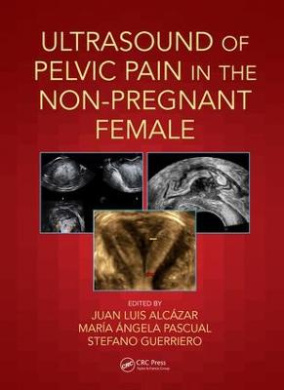 ULTRASOUND OF
PELVIC PAIN IN THE
NON-PREGNANT
FEMALE
EDITED BY
JUAN LUIS ALCÁZAR
MARÍA ÁNGELA PASCUAL
STEFANO GUERRIERO
CRC Press
Taylor & Francis Group